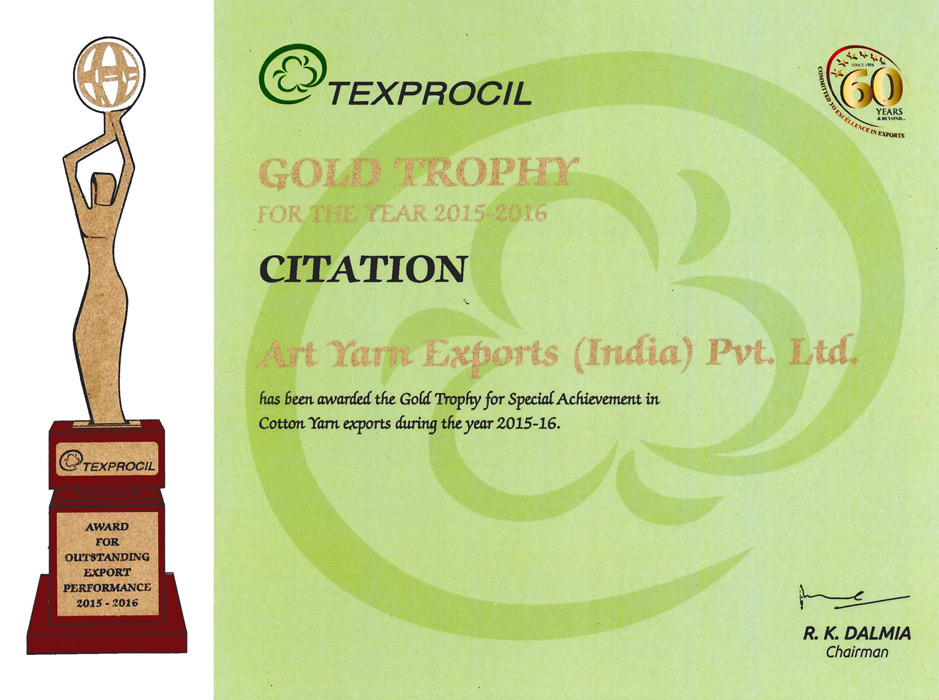 TEXPROCIL
SINCE 1954
60
YEARS
& BEYOND...
COMMITTED TO EXCELLENCE IN EXPORTS
GOLD TROPHY
FOR THE YEAR 2015-2016
CITATION
Art Yarn Exports (India) Pvt. Ltd.
has been awarded the Gold Trophy for Special Achievement in
Cotton Yarn exports during the year 2015-16.
TEXPROCIL
AWARD
FOR
OUTSTANDING
EXPORT
PERFORMANCE
2015 - 2016
R. K. DALMIA
Chairman